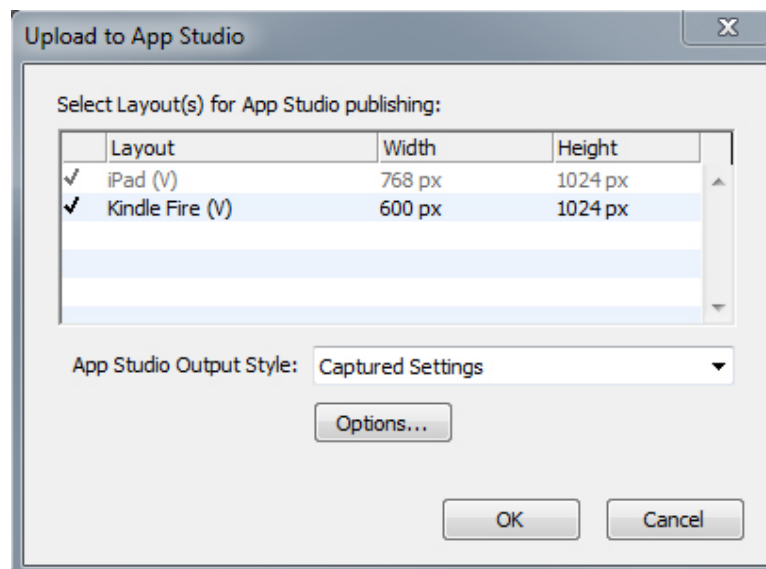 Upload to App Studio
Select Layout(s) for App Studio publishing:
Layout Width Height
iPad (V) 768 px 1024 px
Kindle Fire (V) 600 px 1024 px
App Studio Output Style: Captured Settings
Options...
OK Cancel